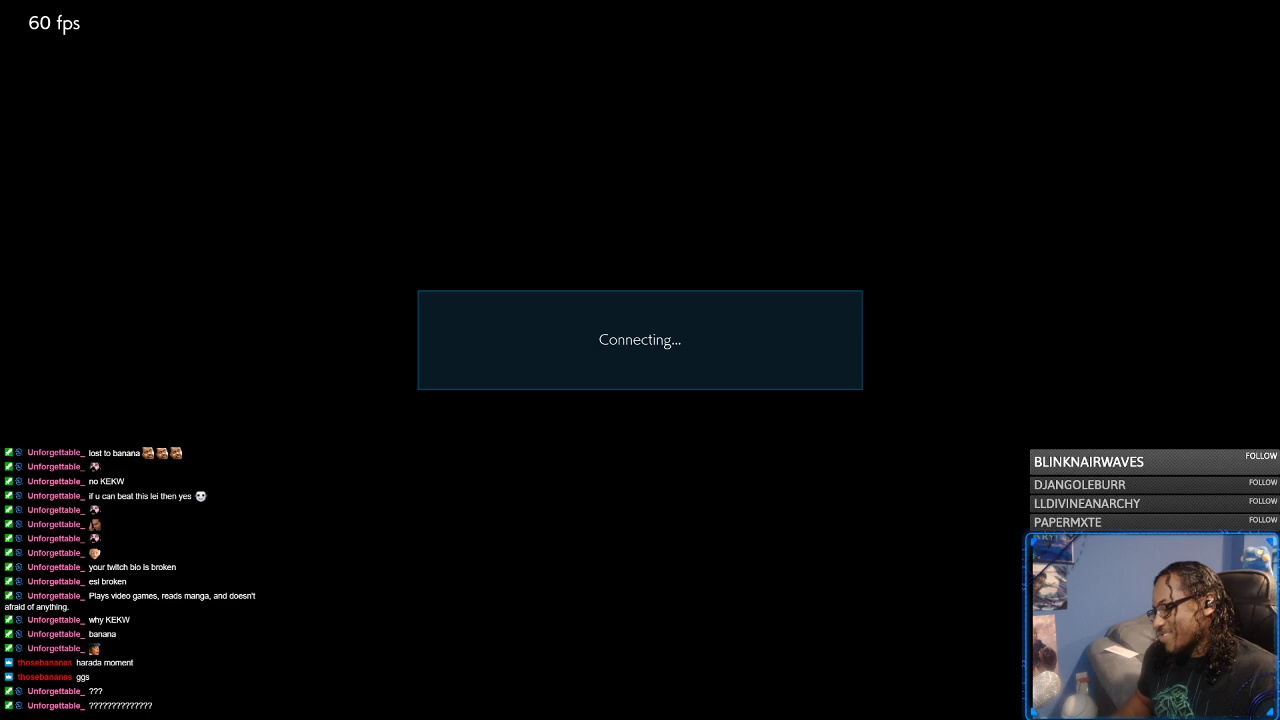 60 fps
Connecting...
Unforgettable_ lost to banana
Unforgettable_
Unforgettable_ no KEKW
Unforgettable_ if u can beat this lei then yes
Unforgettable_
Unforgettable_
Unforgettable_
Unforgettable_
Unforgettable_ your twitch bio is broken
Unforgettable_ esl broken
Unforgettable_ Plays video games, reads manga, and doesn't
afraid of anything.
Unforgettable_ why KEKW
Unforgettable_ banana
Unforgettable_
thosebananas harada moment
thosebananas ggs
Unforgettable_ ???
Unforgettable_ ??????????????
BLINKNAIRWAVES FOLLOW
DJANGOLEBURR FOLLOW
LLDIVINEANARCHY FOLLOW
PAPERMXTE FOLLOW